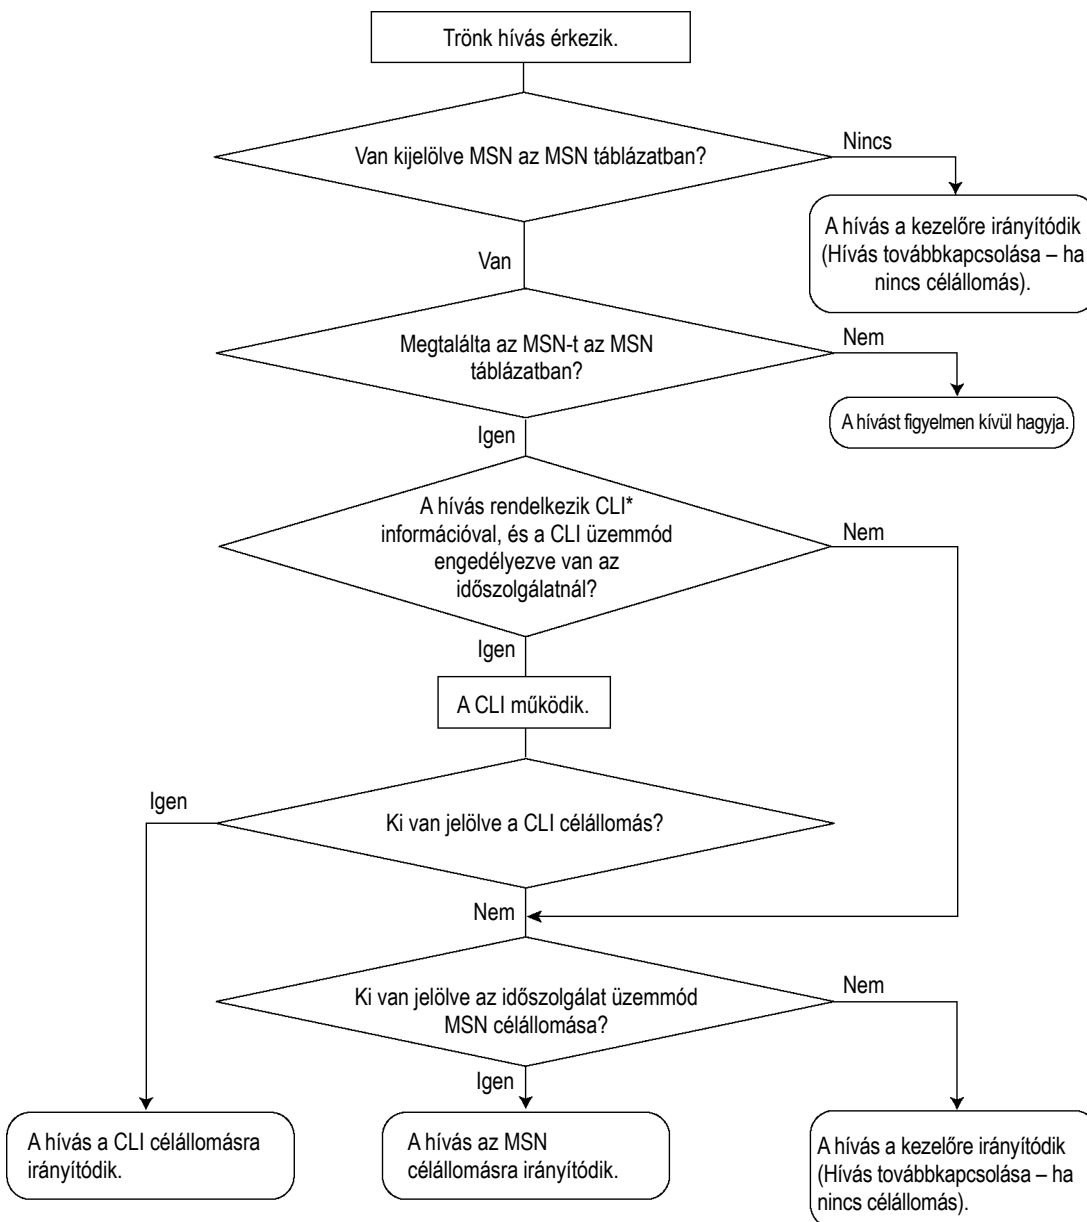 Trönk hívás érkezik.
Van kijelölve MSN az MSN táblázatban?
Nincs
A hívás a kezelőre irányítódik
(Hívás továbbkapcsolása – ha
nincs célállomás).
Van
Megtalálta az MSN-t az MSN
táblázatban?
Nem
A hívást figyelmen kívül hagyja.
Igen
A hívás rendelkezik CLI*
információval, és a CLI üzemmód
engedélyezve van az
időszolgálatnál?
Nem
Igen
A CLI működik.
Igen
Ki van jelölve a CLI célállomás?
Nem
Ki van jelölve az időszolgálat üzemmód
MSN célállomása?
Nem
Igen
A hívás a CLI célállomásra
irányítódik.
A hívás az MSN
célállomásra irányítódik.
A hívás a kezelőre irányítódik
(Hívás továbbkapcsolása – ha
nincs célállomás).